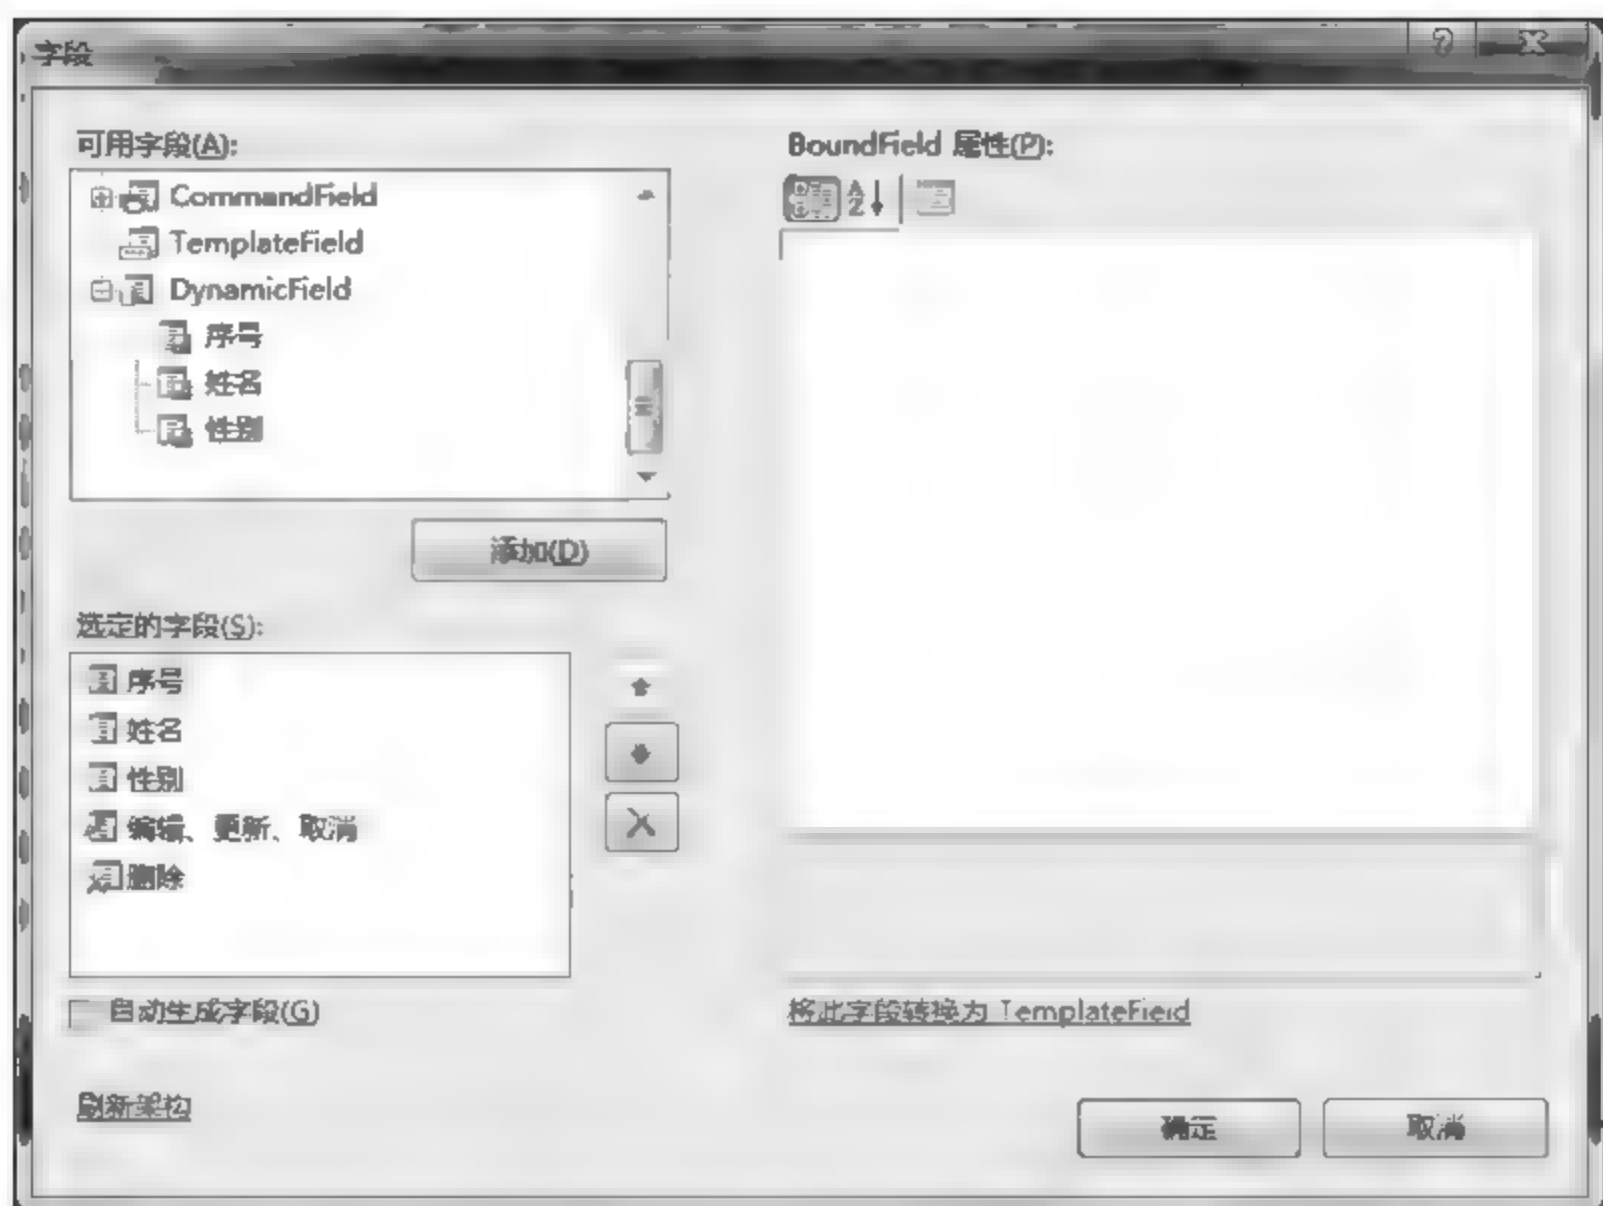 字段
可用字段(A):
CommandField
TemplateField
DynamicField
序号
姓名
性别
添加(D)
选定的字段(S):
序号
姓名
性别
编辑、更新、取消
删除
自动生成字段(G)
刷新架构
BoundField 属性(P):
将此字段转换为 TemplateField
确定
取消